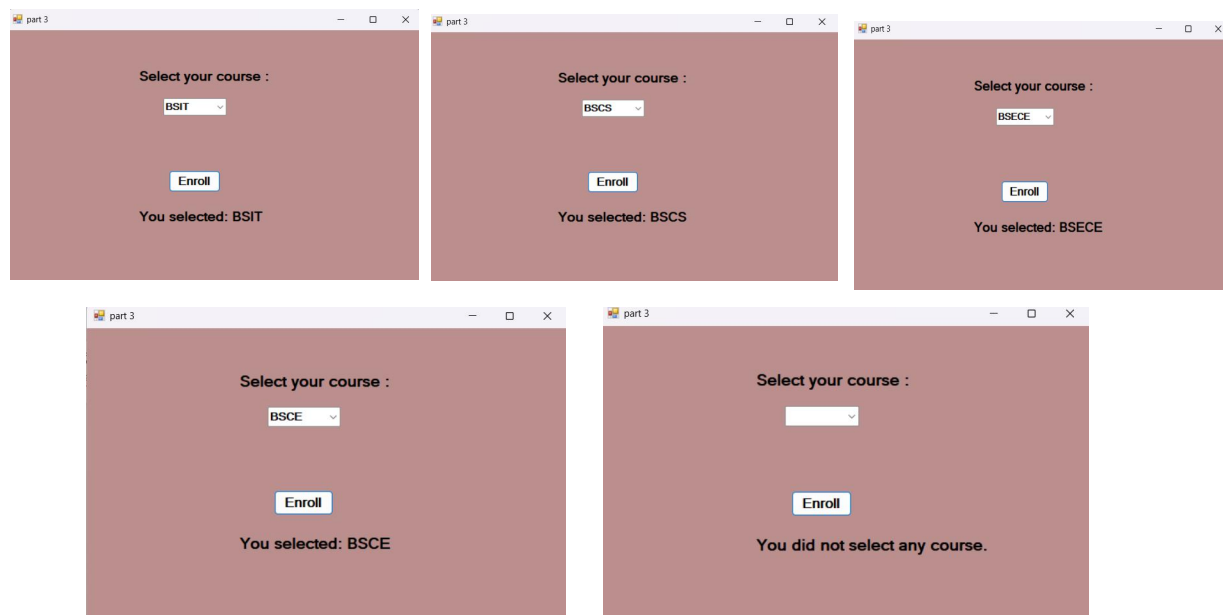 part 3
Select your course :
BSIT
Enroll
You selected: BSIT
part 3
Select your course :
BSCS
Enroll
You selected: BSCS
part 3
Select your course :
BSECE
Enroll
You selected: BSECE
part 3
Select your course :
BSCE
Enroll
You selected: BSCE
part 3
Select your course :
Enroll
You did not select any course.